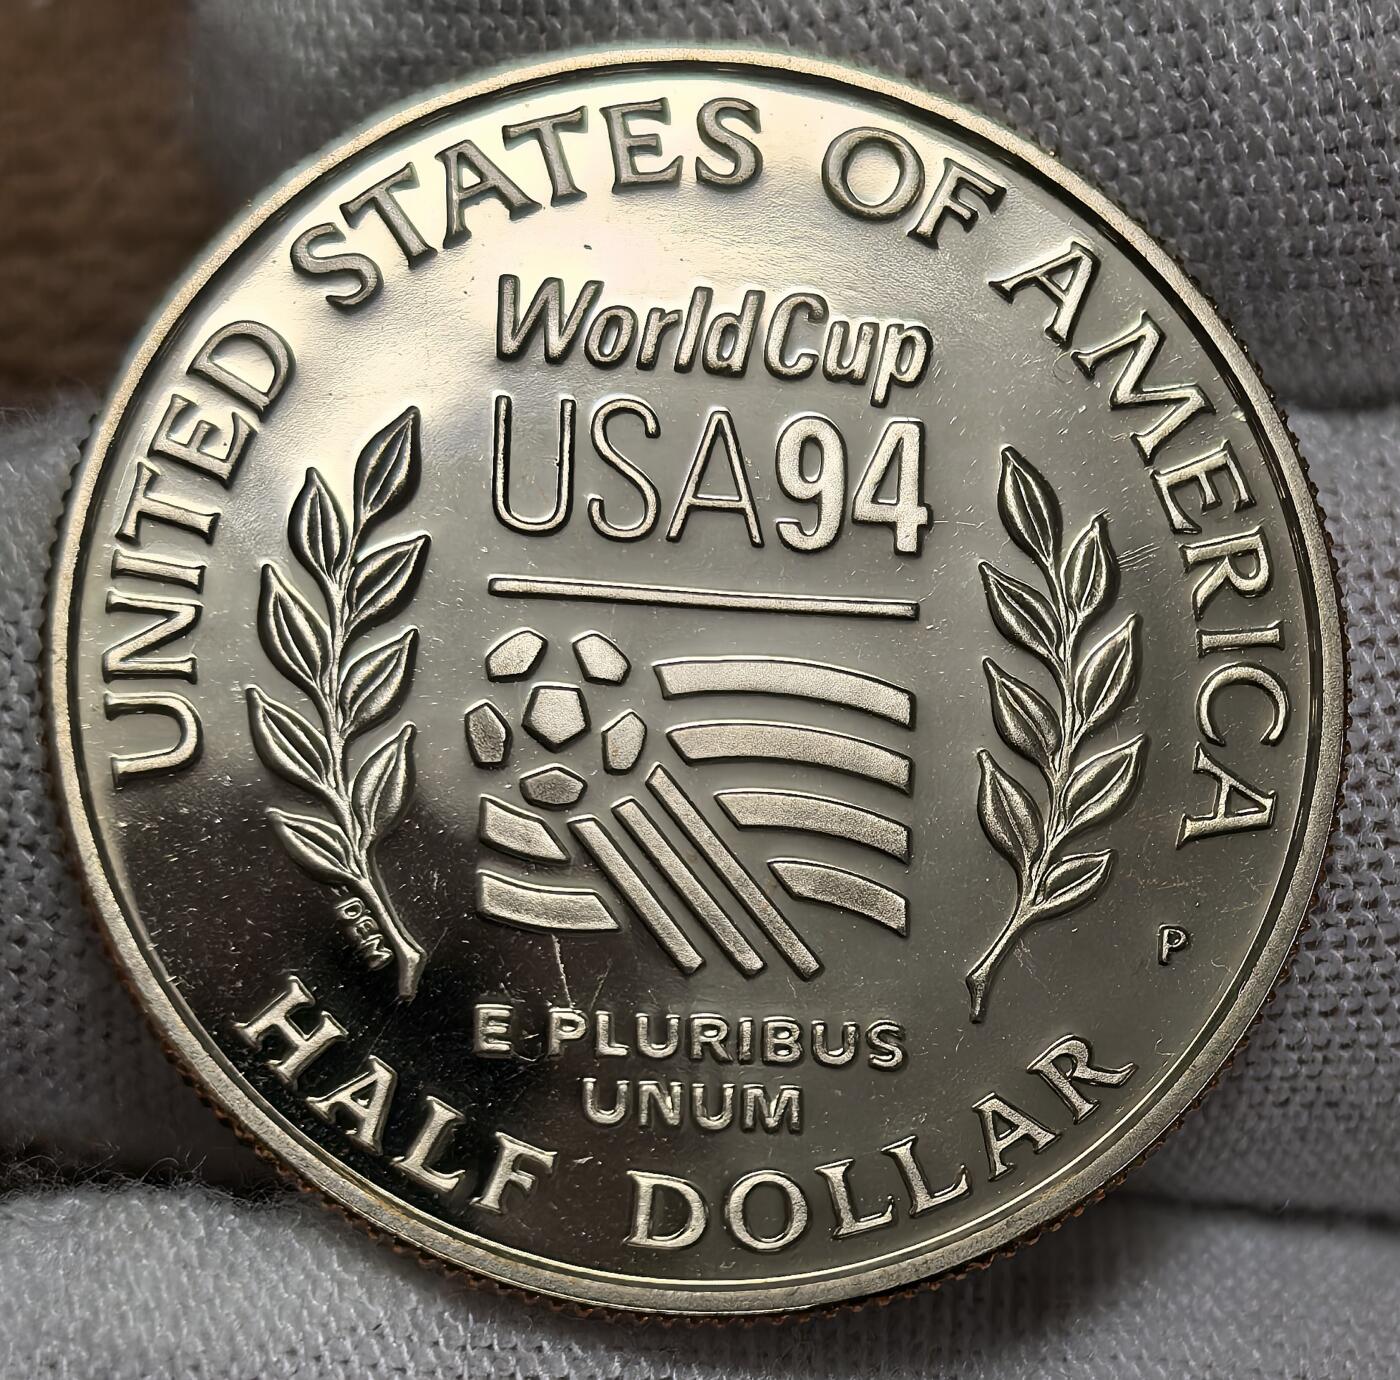 UNITED STATES OF AMERICA
WorldCup
USA94
DEM
P
E PLURIBUS
UNUM
HALF DOLLAR